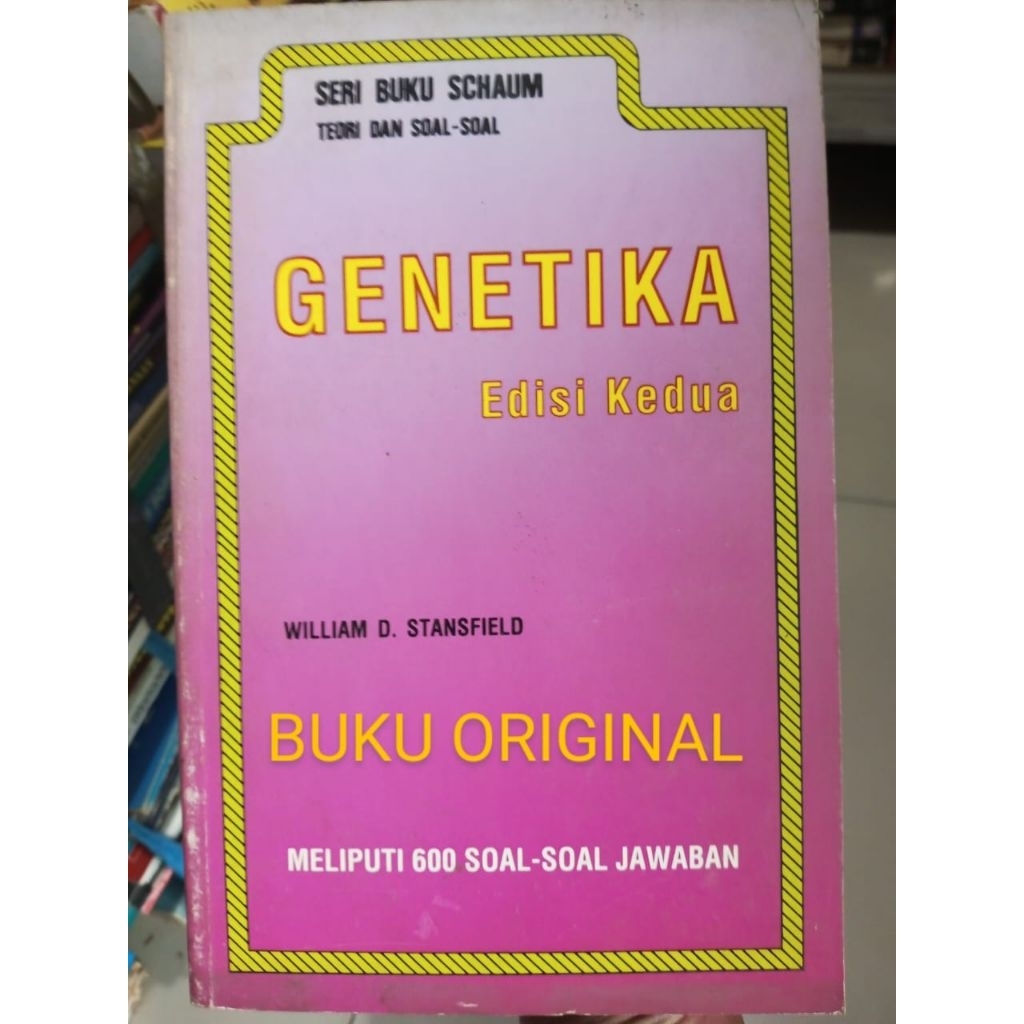 SERI BUKU SCHAUM
TEORI DAN SOAL-SOAL
GENETIKA
Edisi Kedua
WILLIAM D. STANSFIELD
BUKU ORIGINAL
MELIPUTI 600 SOAL-SOAL JAWABAN